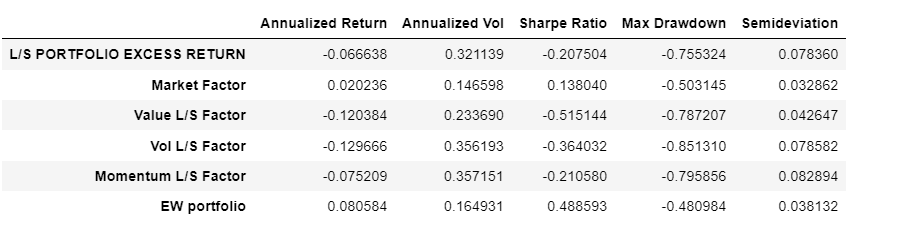 Annualized Return Annualized Vol Sharpe Ratio Max Drawdown Semideviation
L/S PORTFOLIO EXCESS RETURN -0.066638 0.321139 -0.207504 -0.755324 0.078360
Market Factor 0.020236 0.146598 0.138040 -0.503145 0.032862
Value L/S Factor -0.120384 0.233690 -0.515144 -0.787207 0.042647
Vol L/S Factor -0.129666 0.356193 -0.364032 -0.851310 0.078582
Momentum L/S Factor -0.075209 0.357151 -0.210580 -0.795856 0.082894
EW portfolio 0.080584 0.164931 0.488593 -0.480984 0.038132